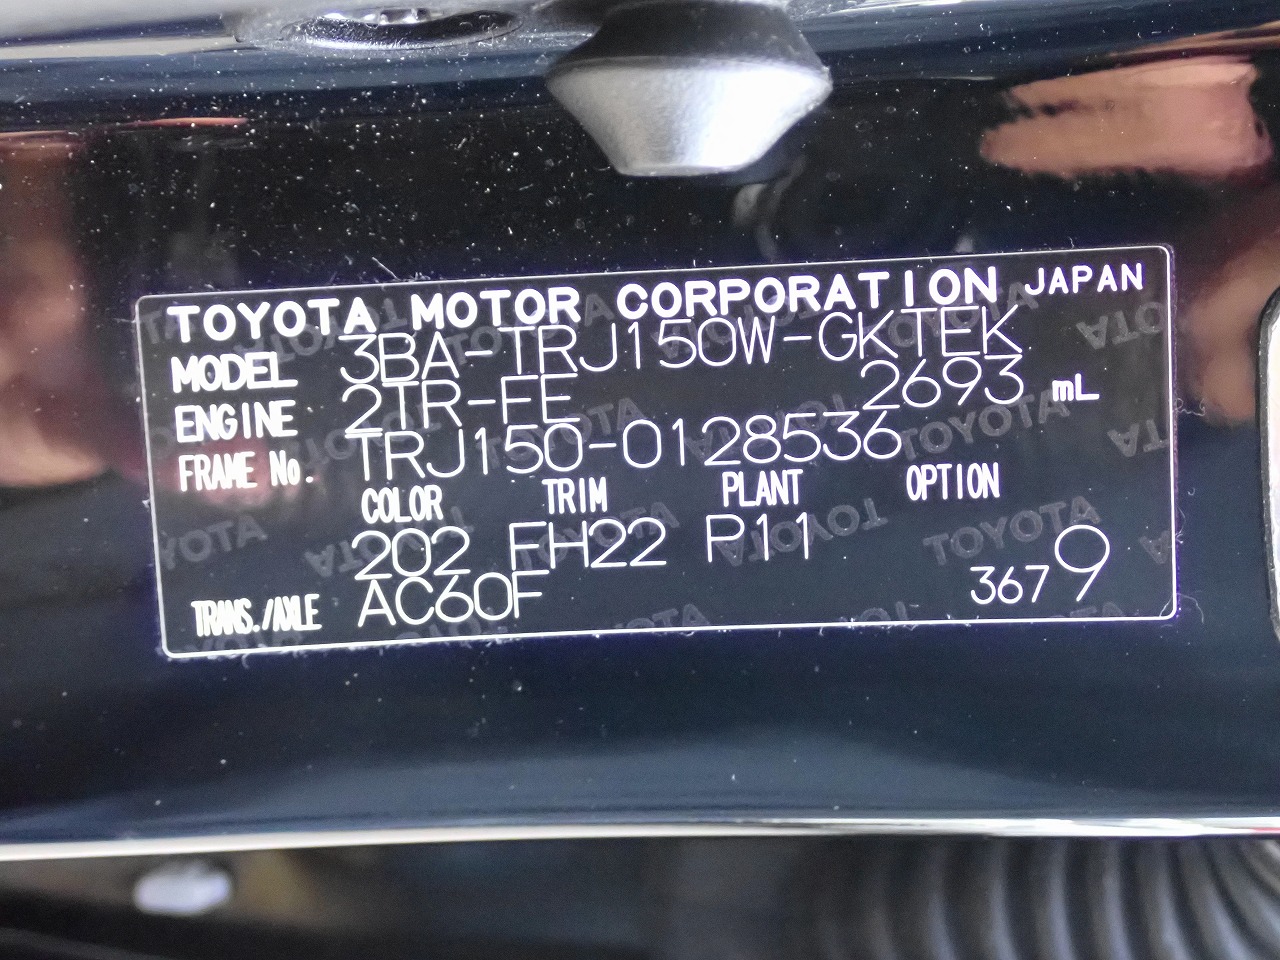 TOYOTA MOTOR CORPORATION JAPAN
MODEL 3BA-TRJ150W-GKTEK
ENGINE 2TR-FE 2693 mL
FRAME No. TRJ150-0128536
COLOR TRIM PLANT OPTION
202 FH22 P11
TRANS./AXLE AC60F 3679